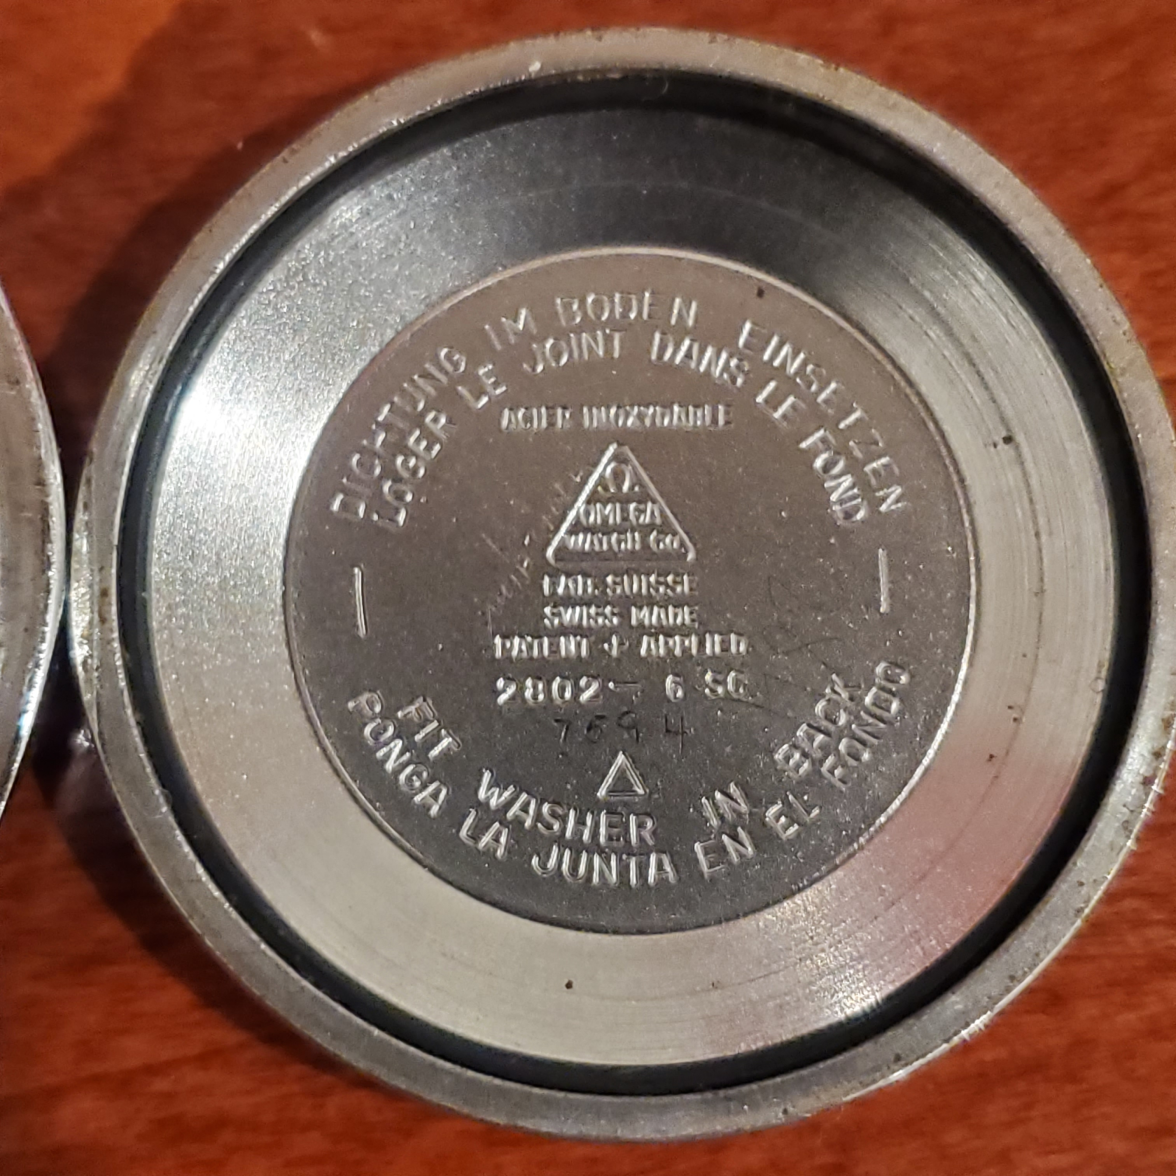 DICHTUNG IM BODEN EINSETZEN
LOGER LE JOINT DANS LE FOND
ACIER INOXYDABLE
Ω
OMEGA
WATCH CO
FAB. SUISSE
SWISS MADE
PATENT + APPLIED
2802- 6 SC
7694
FIT WASHER IN BACK
PONGA LA JUNTA EN EL FONDO